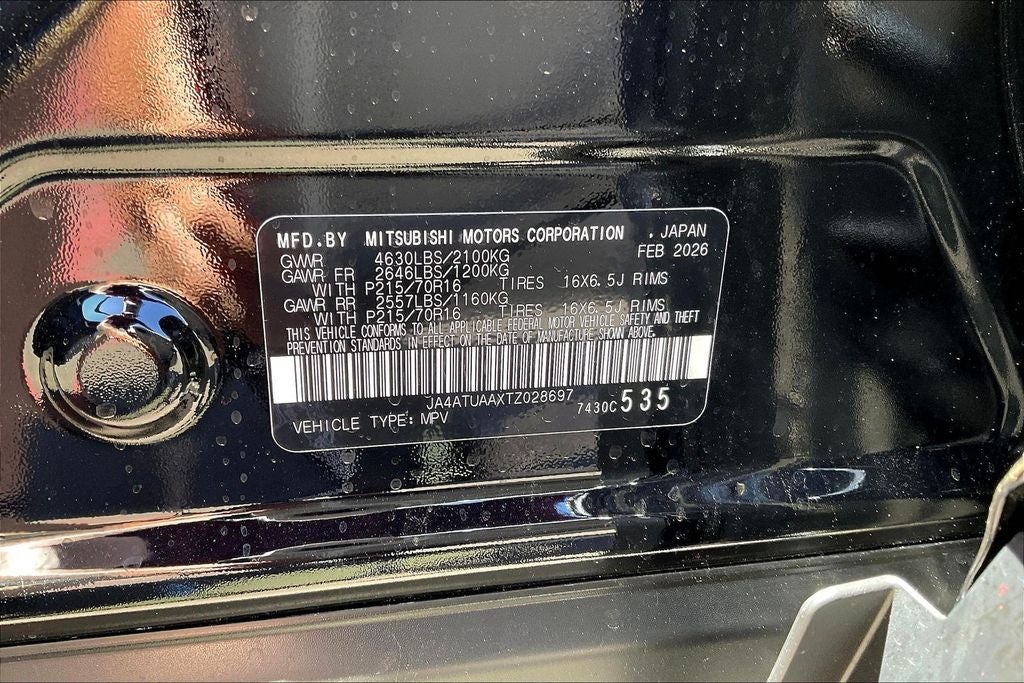 MFD.BY MITSUBISHI MOTORS CORPORATION . JAPAN
GVWR 4630LBS/2100KG FEB 2026
GAWR FR 2646LBS/1200KG
WITH P215/70R16 TIRES 16X6.5J RIMS
GAWR RR 2557LBS/1160KG
WITH P215/70R16 TIRES 16X6.5J RIMS
THIS VEHICLE CONFORMS TO ALL APPLICABLE FEDERAL MOTOR VEHICLE SAFETY AND THEFT
PREVENTION STANDARDS IN EFFECT ON THE DATE OF MANUFACTURE SHOWN ABOVE.
JA4ATUAAXTZ028697
7430C 535
VEHICLE TYPE: MPV